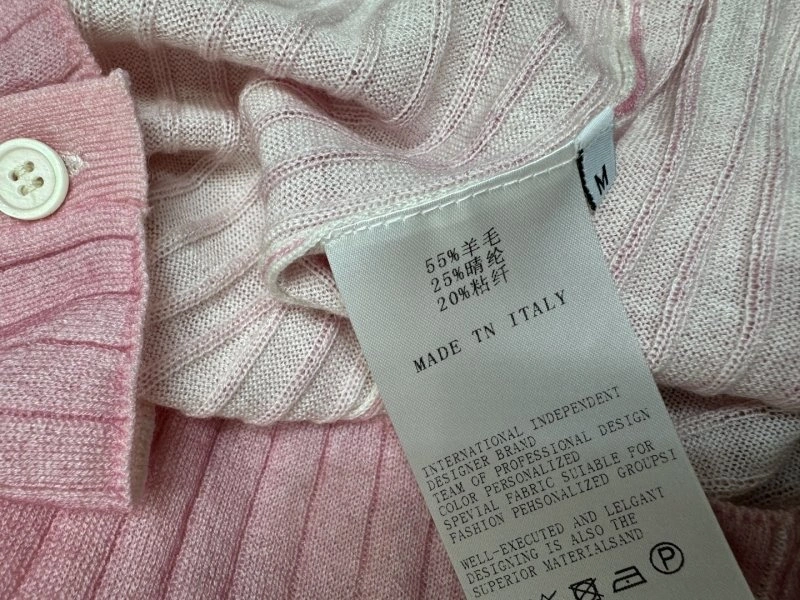 M
55%羊毛
25%晴纶
20%粘纤
MADE TN ITALY
INTERNATIONAL INDEPENDENT
DESIGNER BRAND
TEAM OF PROFESSIONAL DESIGN
COLOR PERSONALIZED
SPEVIAL FABRIC SUITABLE FOR
FASHION PEHSONALIZED GROUPSI
WELL-EXECUTED AND LELGANT
DESIGNING IS ALSO THE
SUPERIOR MATERIALSAND
P